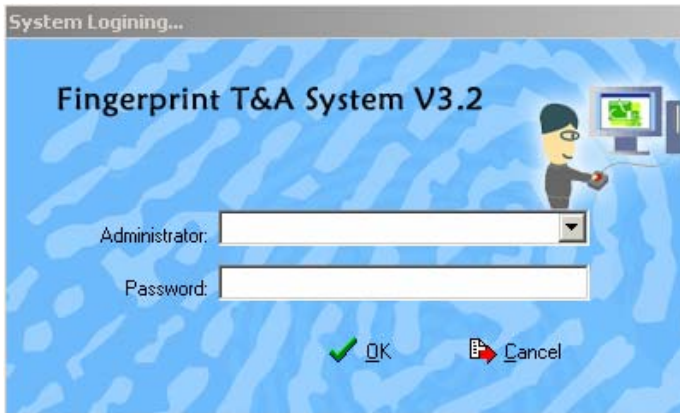 System Logining...
Fingerprint T&A System V3.2
Administrator:
Password:
OK
Cancel